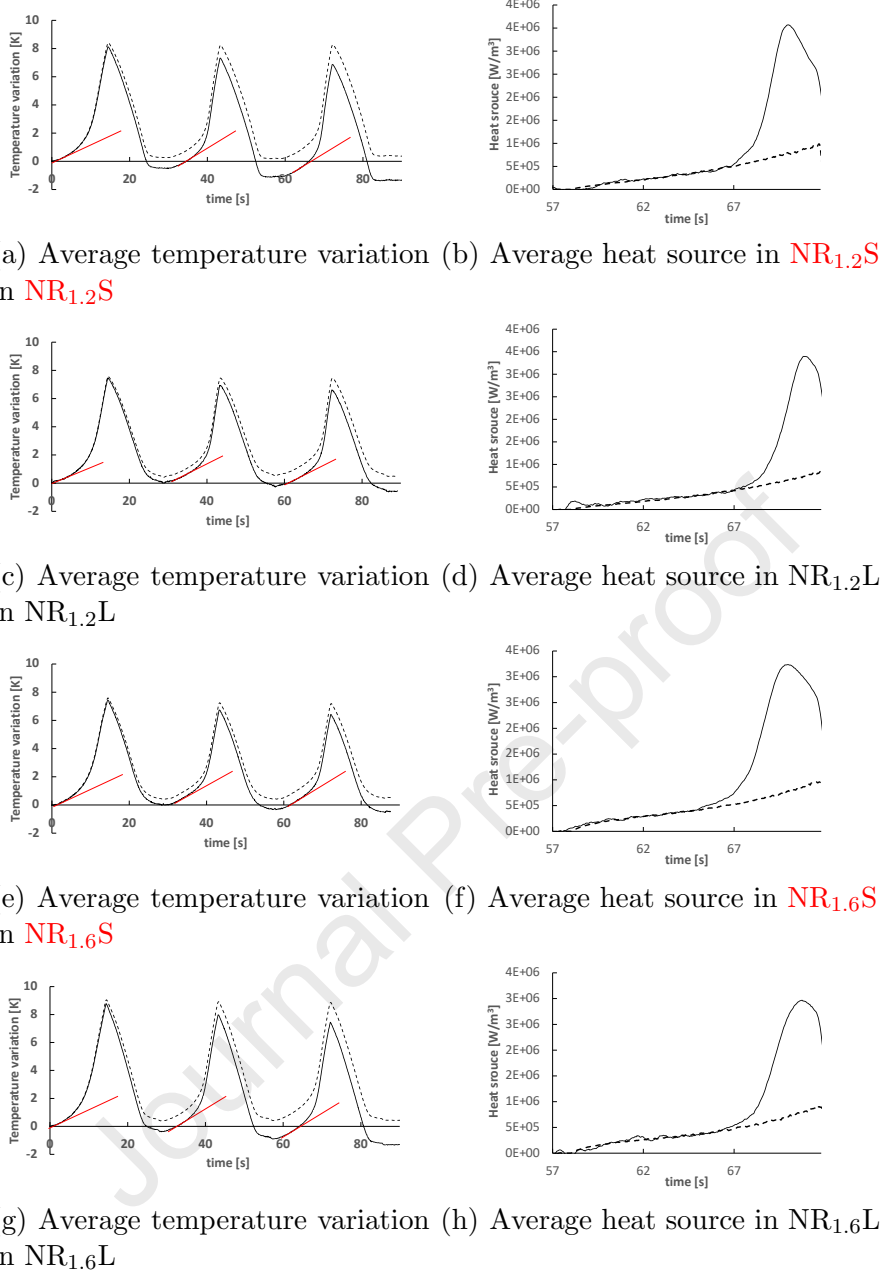 Temperature variation [K]
10
8
6
4
2
0
-2
0 20 40 60 80
time [s]
Heat srouce [W/m³]
4E+06
4E+06
3E+06
3E+06
2E+06
2E+06
1E+06
5E+05
0E+00
57 62 67
time [s]
a) Average temperature variation (b) Average heat source in NR1.2S
n NR1.2S
Temperature variation [K]
10
8
6
4
2
0
-2
0 20 40 60 80
time [s]
Heat srouce [W/m³]
4E+06
4E+06
3E+06
3E+06
2E+06
2E+06
1E+06
5E+05
0E+00
57 62 67
time [s]
c) Average temperature variation (d) Average heat source in NR1.2L
n NR1.2L
Temperature variation [K]
10
8
6
4
2
0
-2
0 20 40 60 80
time [s]
Heat srouce [W/m³]
4E+06
3E+06
3E+06
2E+06
2E+06
1E+06
5E+05
0E+00
57 62 67
time [s]
e) Average temperature variation (f) Average heat source in NR1.6S
n NR1.6S
Temperature variation [K]
10
8
6
4
2
0
-2
0 20 40 60 80
time [s]
Heat srouce [W/m³]
4E+06
3E+06
3E+06
2E+06
2E+06
1E+06
5E+05
0E+00
57 62 67
time [s]
g) Average temperature variation (h) Average heat source in NR1.6L
n NR1.6L
Journal Pre-proof